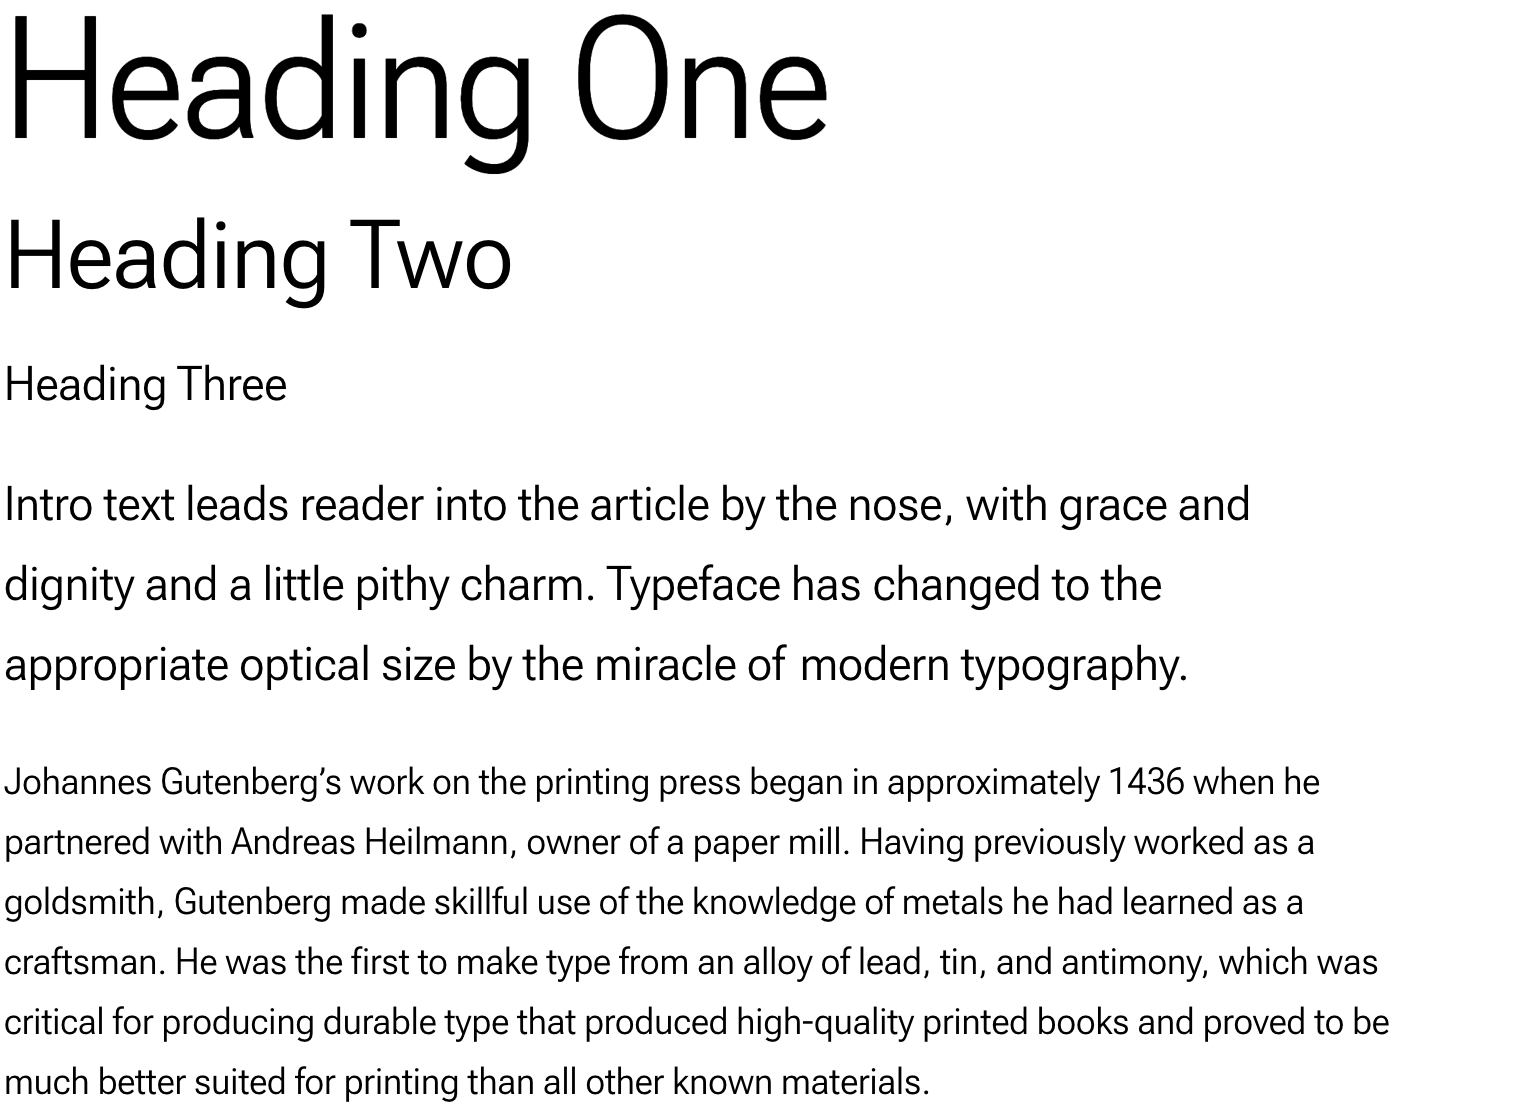 Heading One
Heading Two
Heading Three
Intro text leads reader into the article by the nose, with grace and
dignity and a little pithy charm. Typeface has changed to the
appropriate optical size by the miracle of modern typography.
Johannes Gutenberg’s work on the printing press began in approximately 1436 when he
partnered with Andreas Heilmann, owner of a paper mill. Having previously worked as a
goldsmith, Gutenberg made skillful use of the knowledge of metals he had learned as a
craftsman. He was the first to make type from an alloy of lead, tin, and antimony, which was
critical for producing durable type that produced high-quality printed books and proved to be
much better suited for printing than all other known materials.